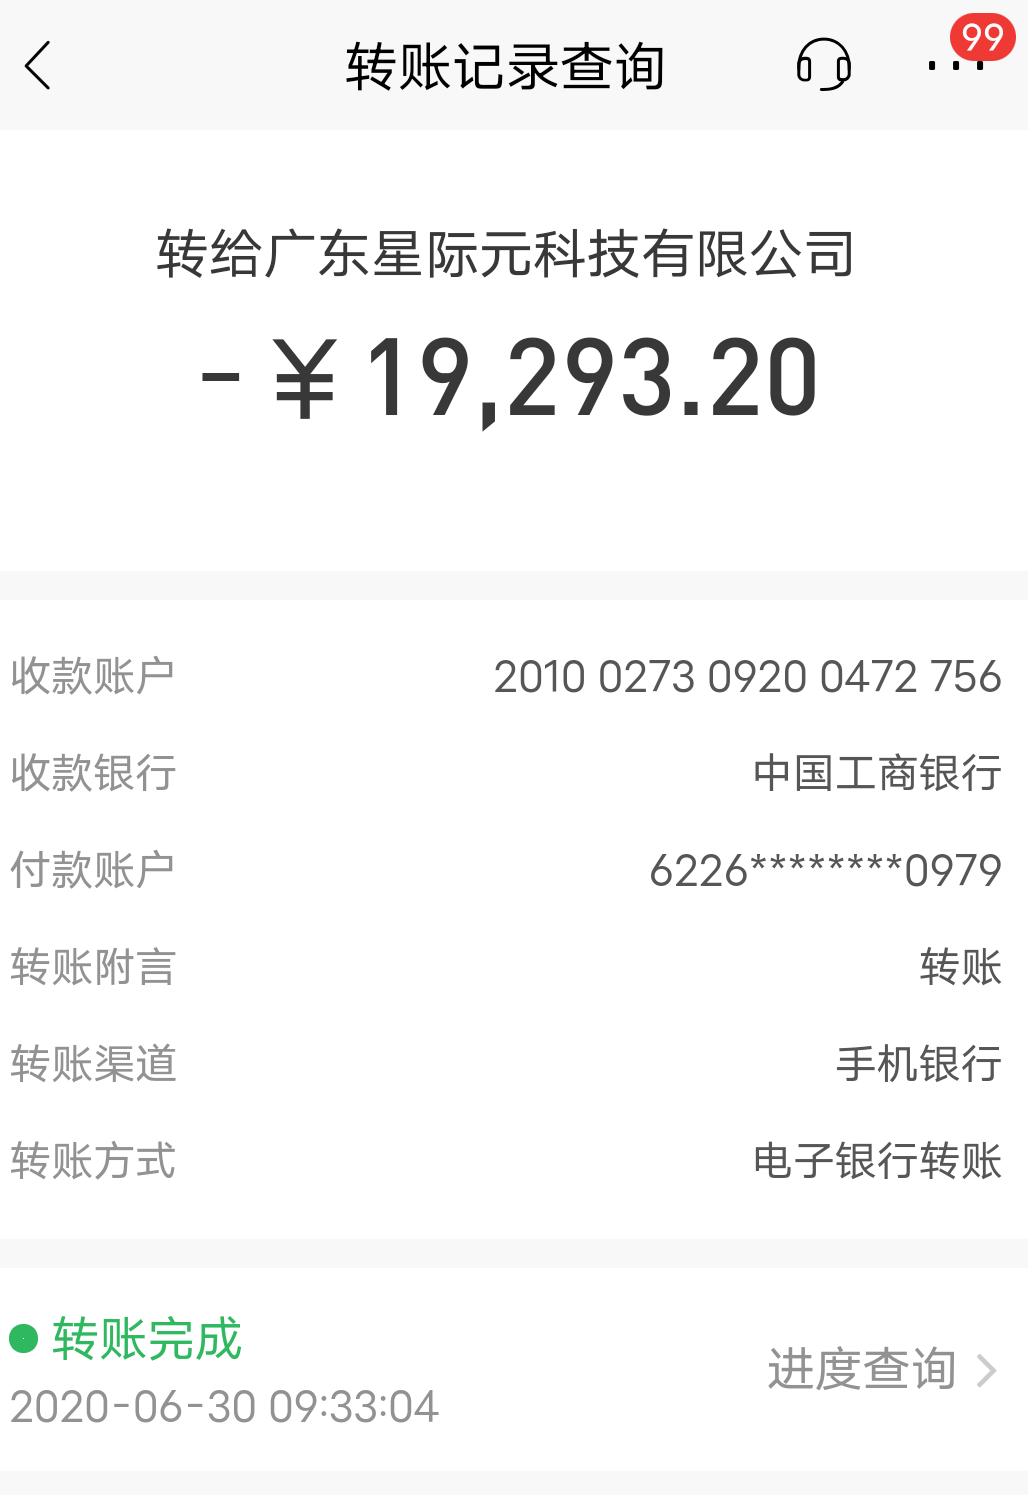 转账记录查询
99
转给广东星际元科技有限公司
-￥19,293.20
收款账户 2010 0273 0920 0472 756
收款银行 中国工商银行
付款账户 6226********0979
转账附言 转账
转账渠道 手机银行
转账方式 电子银行转账
转账完成
进度查询
2020-06-30 09:33:04